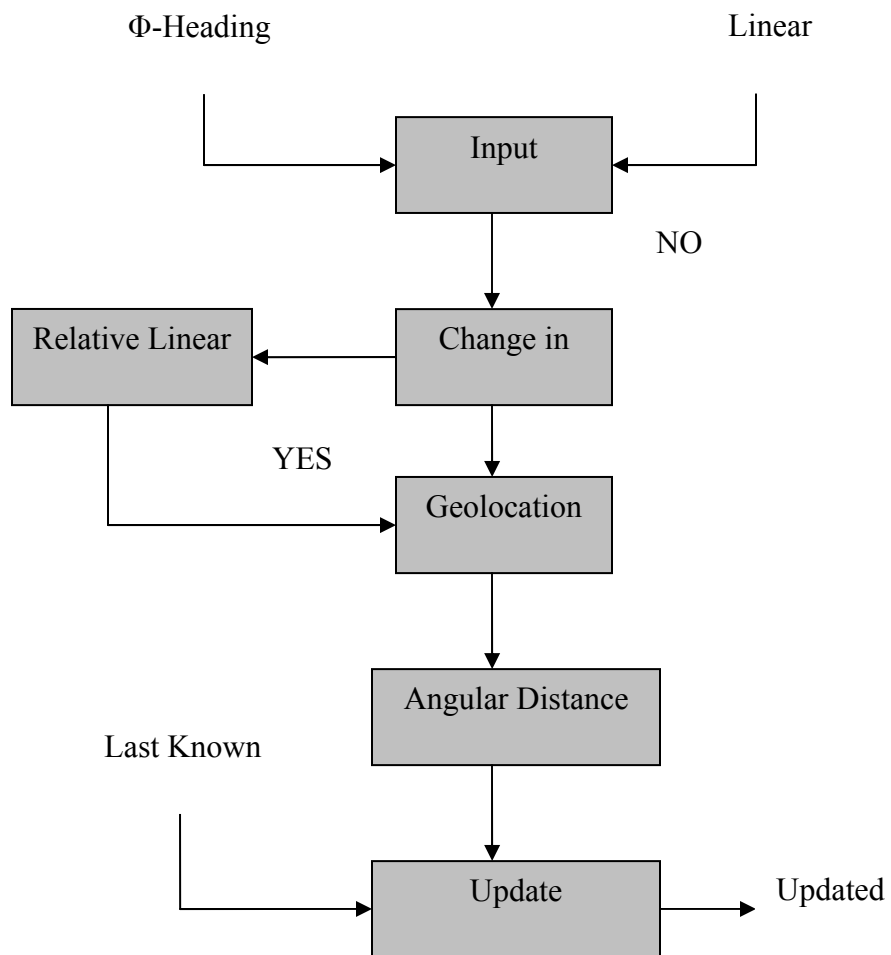 Φ-Heading
Linear
Input
NO
Relative Linear
Change in
YES
Geolocation
Angular Distance
Last Known
Update
Updated